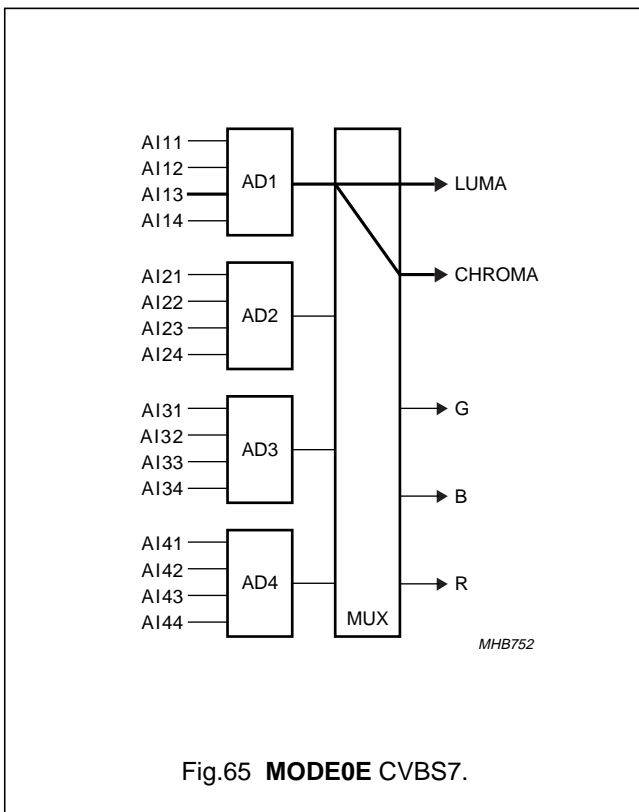 AI11
AI12
AI13
AI14
AD1
LUMA
CHROMA
AI21
AI22
AI23
AI24
AD2
AI31
AI32
AI33
AI34
AD3
G
B
AI41
AI42
AI43
AI44
AD4
R
MUX
MHB752
Fig.65 MODE0E CVBS7.